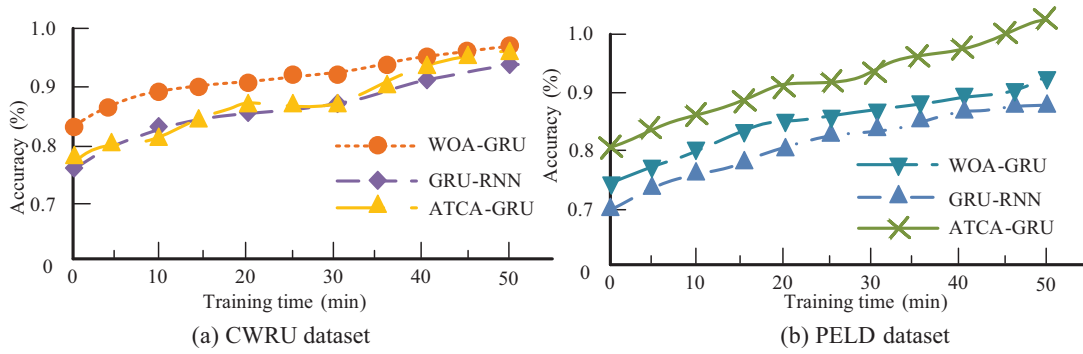 1.0
0.9
0.8
0.7
0
Accuracy (%)
WOA-GRU
GRU-RNN
ATCA-GRU
0 10 20 30 40 50
Training time (min)
(a) CWRU dataset
1.0
0.9
0.8
0.7
0
Accuracy (%)
WOA-GRU
GRU-RNN
ATCA-GRU
0 10 20 30 40 50
Training time (min)
(b) PELD dataset